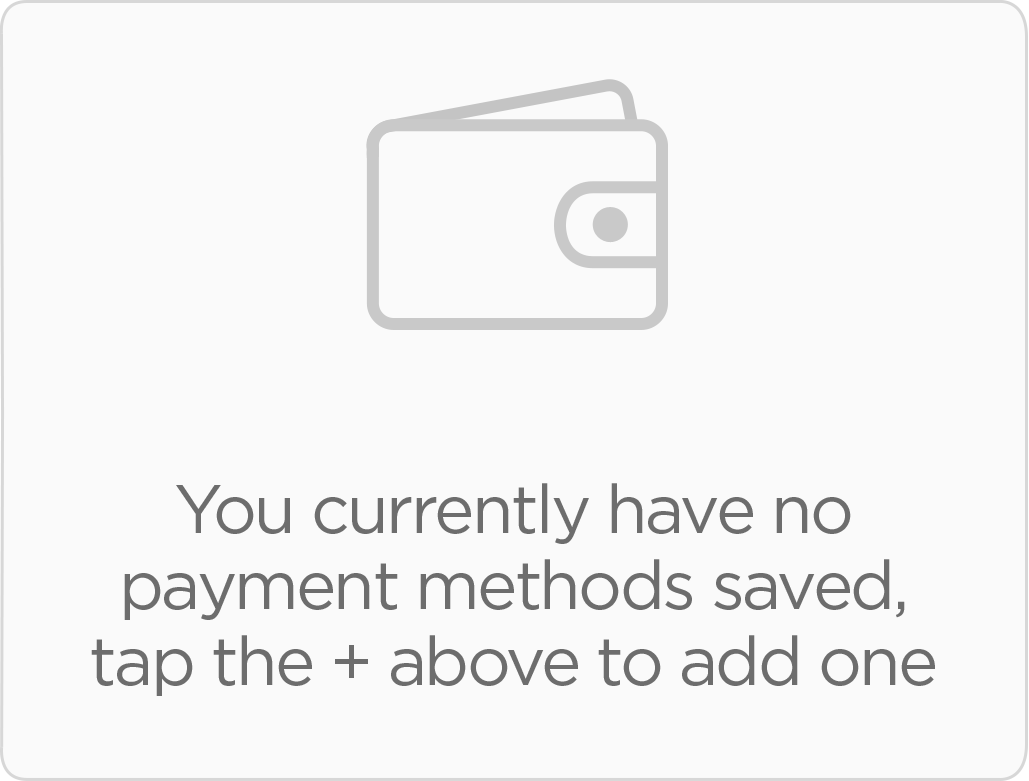 You currently have no
payment methods saved,
tap the + above to add one